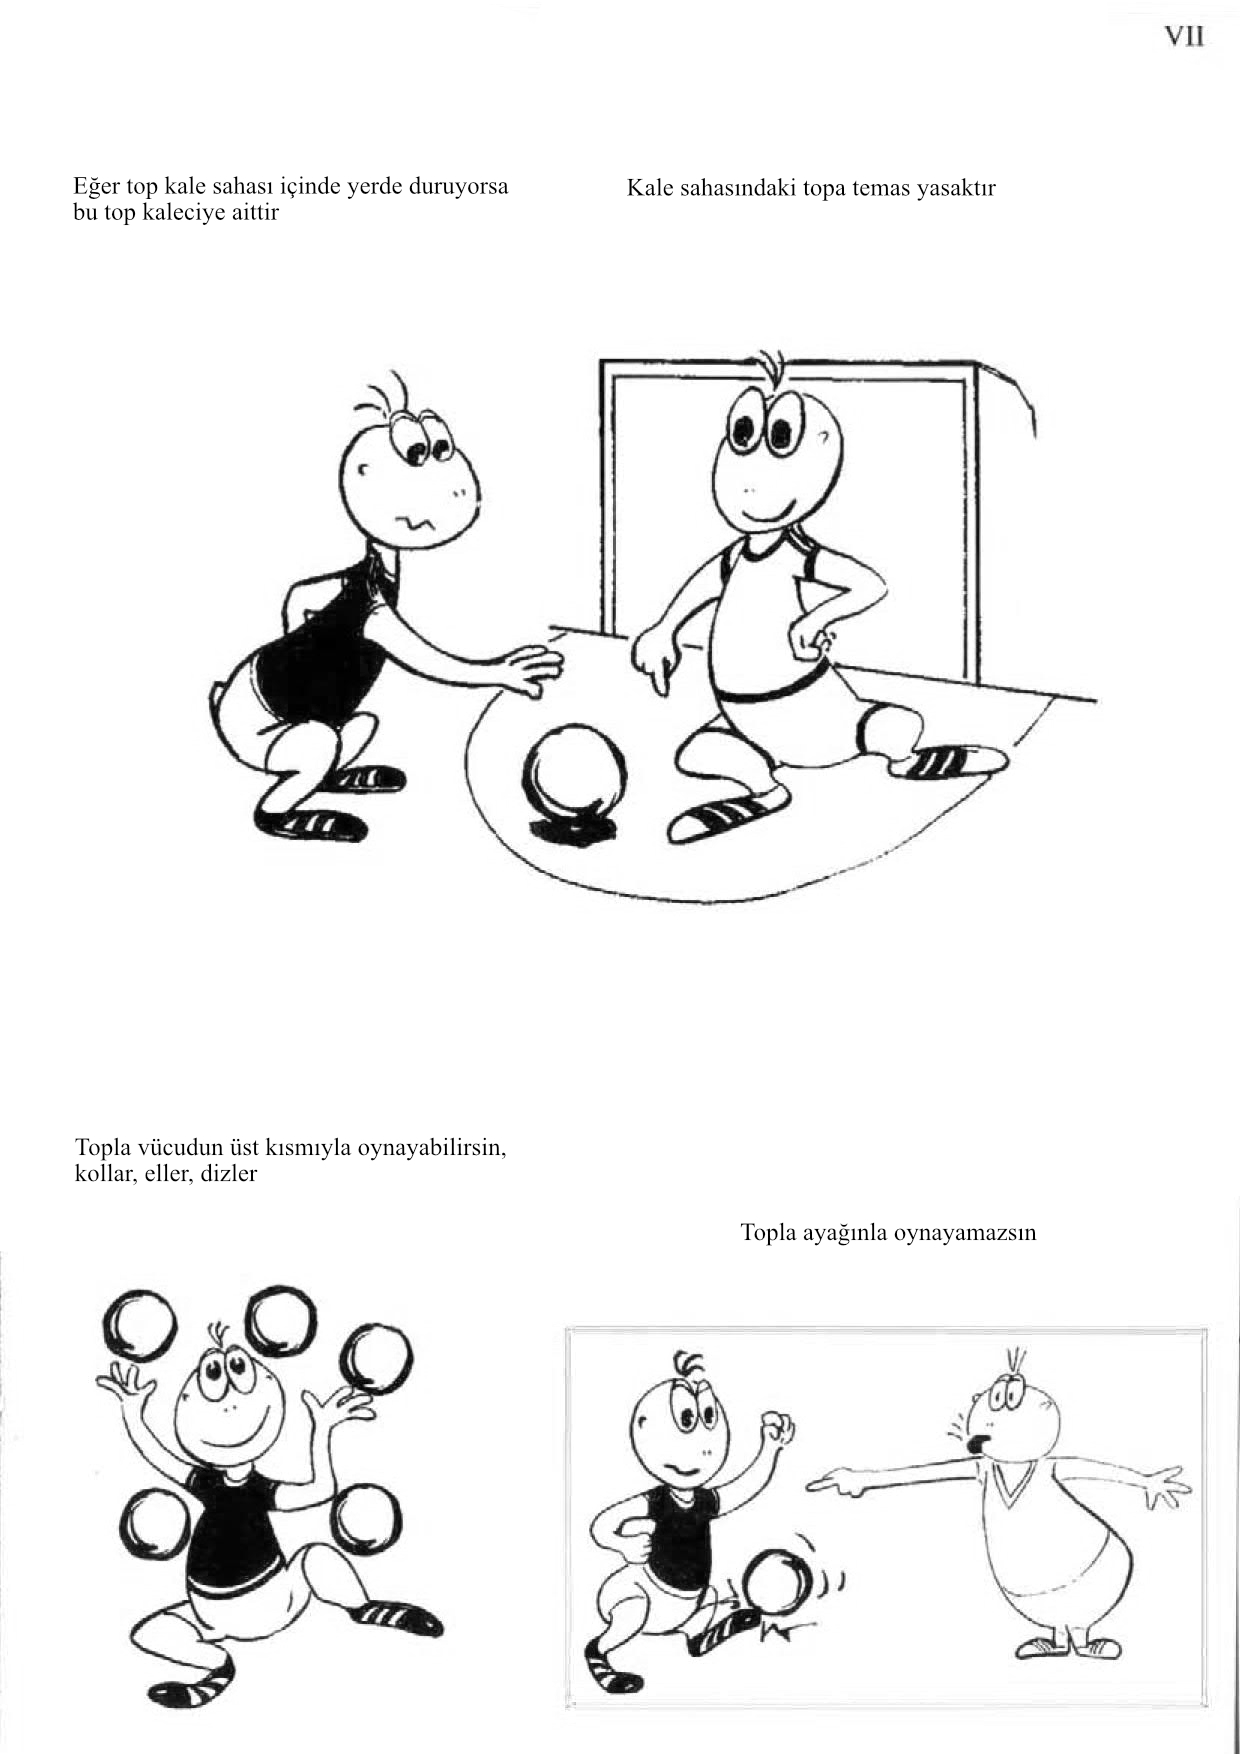 VII
Eğer top kale sahası içinde yerde duruyorsa
bu top kaleciye aittir
Kale sahasındaki topa temas yasaktır
Topla vücudun üst kısmıyla oynayabilirsin,
kollar, eller, dizler
Topla ayağınla oynayamazsın